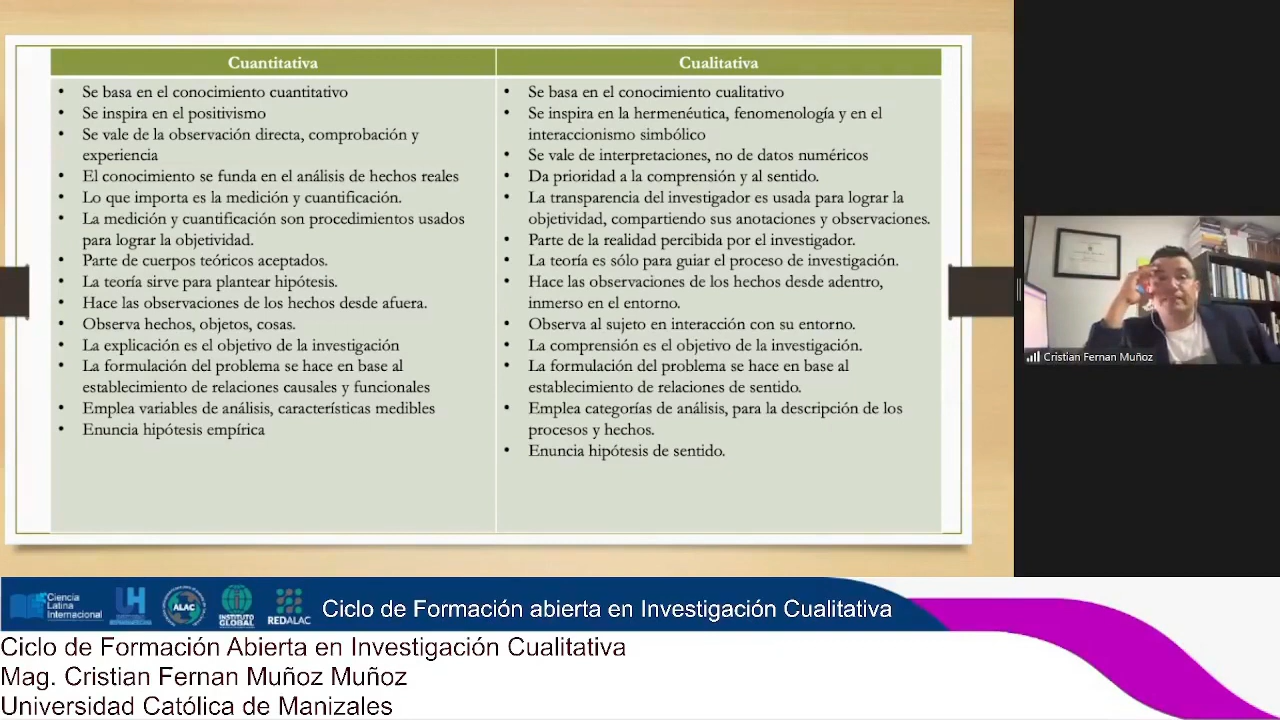 Cuantitativa
• Se basa en el conocimiento cuantitativo
• Se inspira en el positivismo
• Se vale de la observación directa, comprobación y
experiencia
• El conocimiento se funda en el análisis de hechos reales
• Lo que importa es la medición y cuantificación.
• La medición y cuantificación son procedimientos usados
para lograr la objetividad.
• Parte de cuerpos teóricos aceptados.
• La teoría sirve para plantear hipótesis.
• Hace las observaciones de los hechos desde afuera.
• Observa hechos, objetos, cosas.
• La explicación es el objetivo de la investigación
• La formulación del problema se hace en base al
establecimiento de relaciones causales y funcionales
• Emplea variables de análisis, características medibles
• Enuncia hipótesis empírica
Cualitativa
• Se basa en el conocimiento cualitativo
• Se inspira en la hermenéutica, fenomenología y en el
interaccionismo simbólico
• Se vale de interpretaciones, no de datos numéricos
• Da prioridad a la comprensión y al sentido.
• La transparencia del investigador es usada para lograr la
objetividad, compartiendo sus anotaciones y observaciones.
• Parte de la realidad percibida por el investigador.
• La teoría es sólo para guiar el proceso de investigación.
• Hace las observaciones de los hechos desde adentro,
inmerso en el entorno.
• Observa al sujeto en interacción con su entorno.
• La comprensión es el objetivo de la investigación.
• La formulación del problema se hace en base al
establecimiento de relaciones de sentido.
• Emplea categorías de análisis, para la descripción de los
procesos y hechos.
• Enuncia hipótesis de sentido.
Cristian Fernan Muñoz
Ciencia
Latina
Internacional
ALAC
INSTITUTO
GLOBAL
REDALAC
Ciclo de Formación abierta en Investigación Cualitativa
Ciclo de Formación Abierta en Investigación Cualitativa
Mag. Cristian Fernan Muñoz Muñoz
Universidad Católica de Manizales